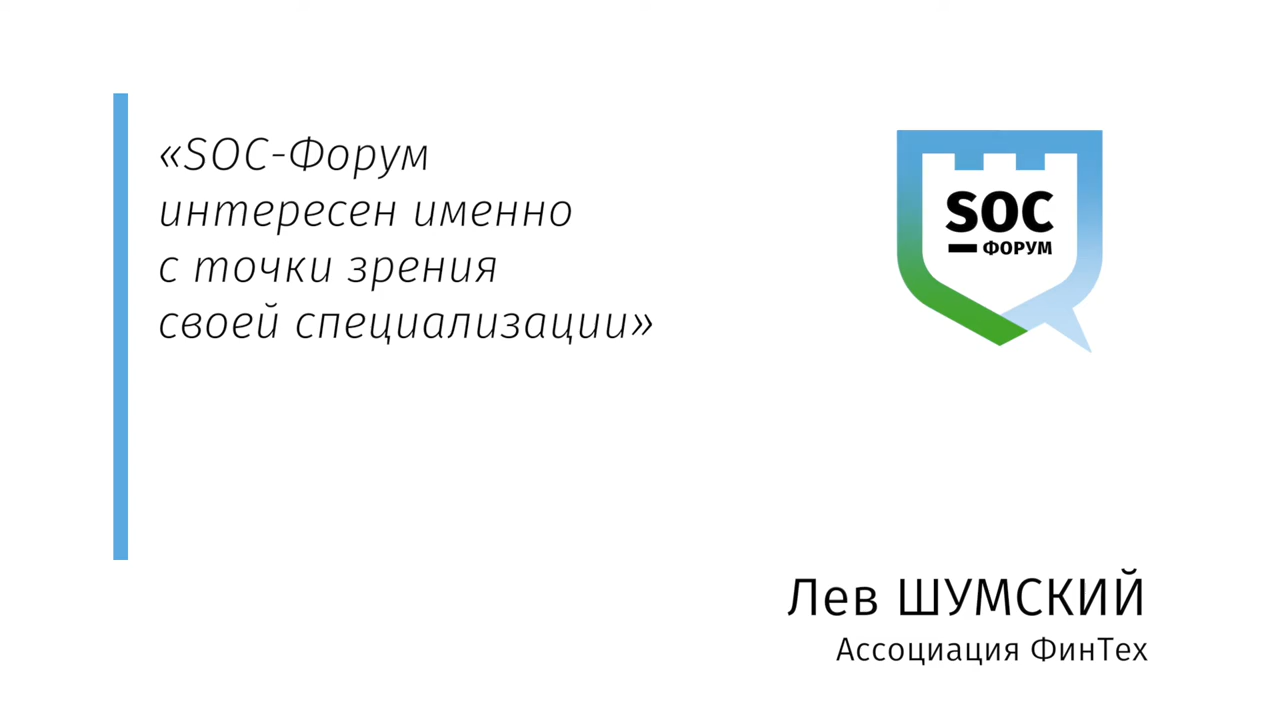 «SOC-Форум
интересен именно
с точки зрения
своей специализации»
SOC
ФОРУМ
Лев ШУМСКИЙ
Ассоциация ФинТех